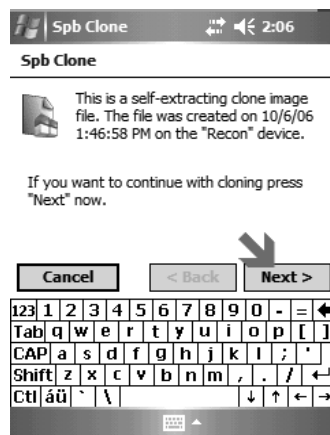 Spb Clone 2:06
Spb Clone
This is a self-extracting clone image
file. The file was created on 10/6/06
1:46:58 PM on the "Recon" device.
If you want to continue with cloning press
"Next" now.
Cancel < Back Next >
123 1 2 3 4 5 6 7 8 9 0 - =
Tab q w e r t y u i o p [ ]
CAP a s d f g h j k l ; '
Shift z x c v b n m , . /
Ctl áü ` \